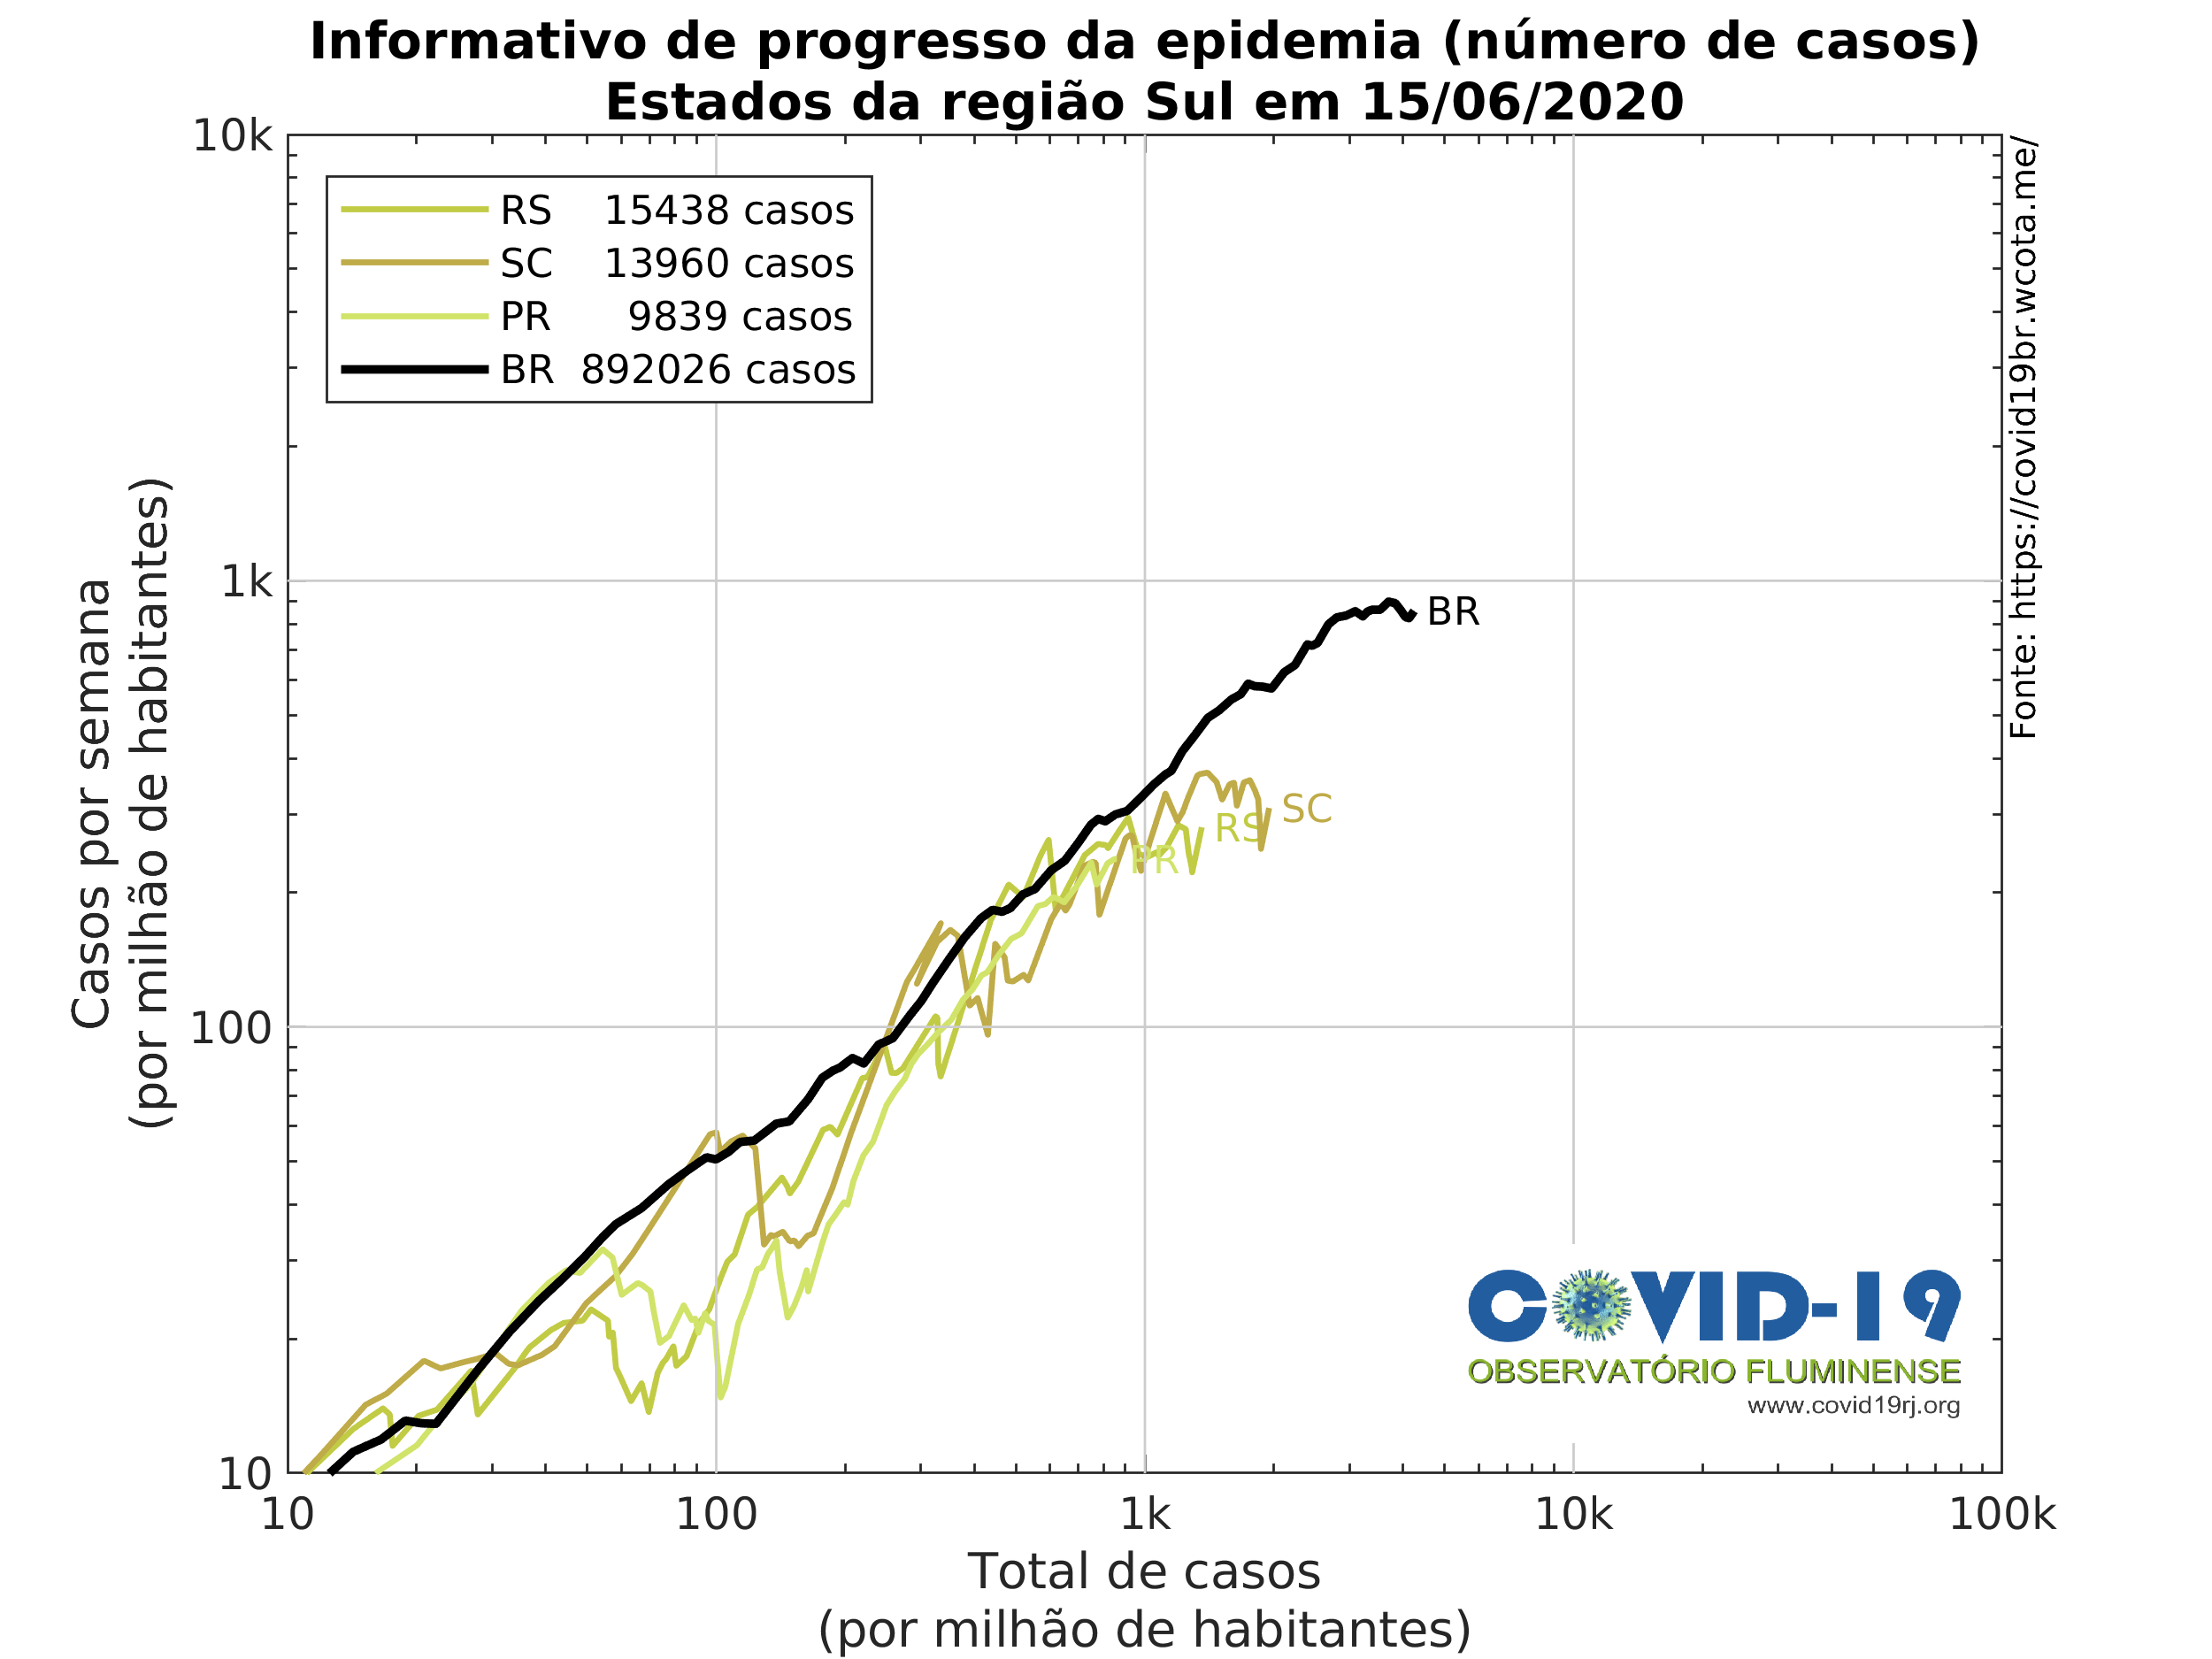 Informativo de progresso da epidemia (número de casos)
Estados da região Sul em 15/06/2020
10k
1k
100
10
Casos por semana
(por milhão de habitantes)
RS 15438 casos
SC 13960 casos
PR 9839 casos
BR 892026 casos
BR
SC
RS
PR
Fonte: https://covid19br.wcota.me/
COVID-19
OBSERVATÓRIO FLUMINENSE
www.covid19rj.org
10 100 1k 10k 100k
Total de casos
(por milhão de habitantes)